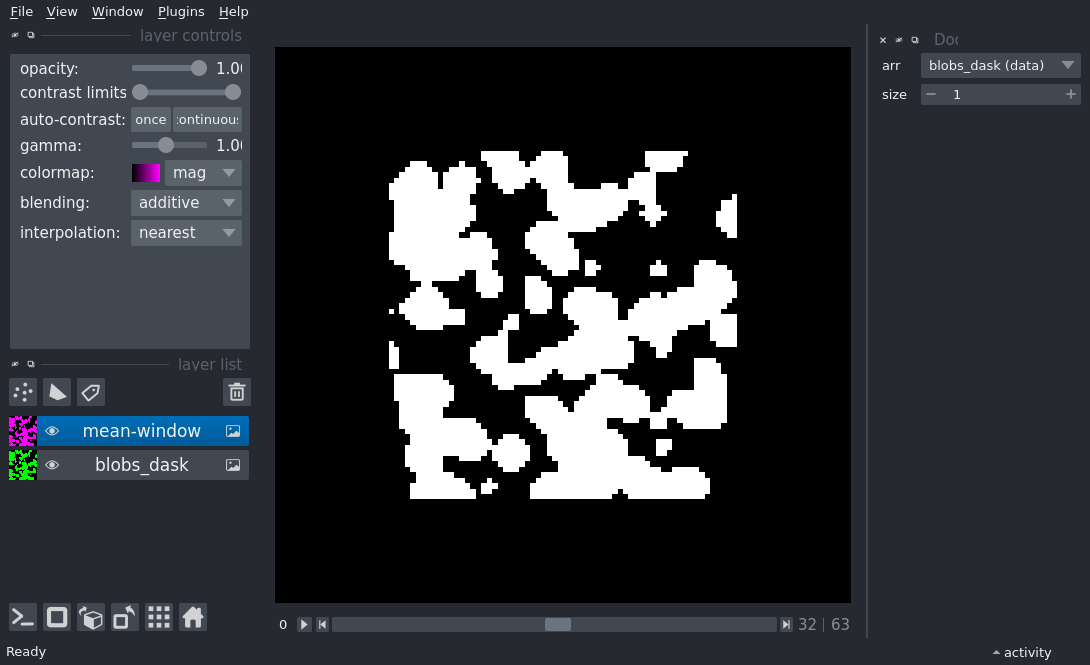 File View Window Plugins Help
layer controls
opacity: 1.0
contrast limits
auto-contrast: once
gamma: 1.0
colormap: mag
blending: additive
interpolation: nearest
layer list
mean-window
blobs_dask
0 32 | 63
Ready
arr blobs_dask (data)
size 1
activity